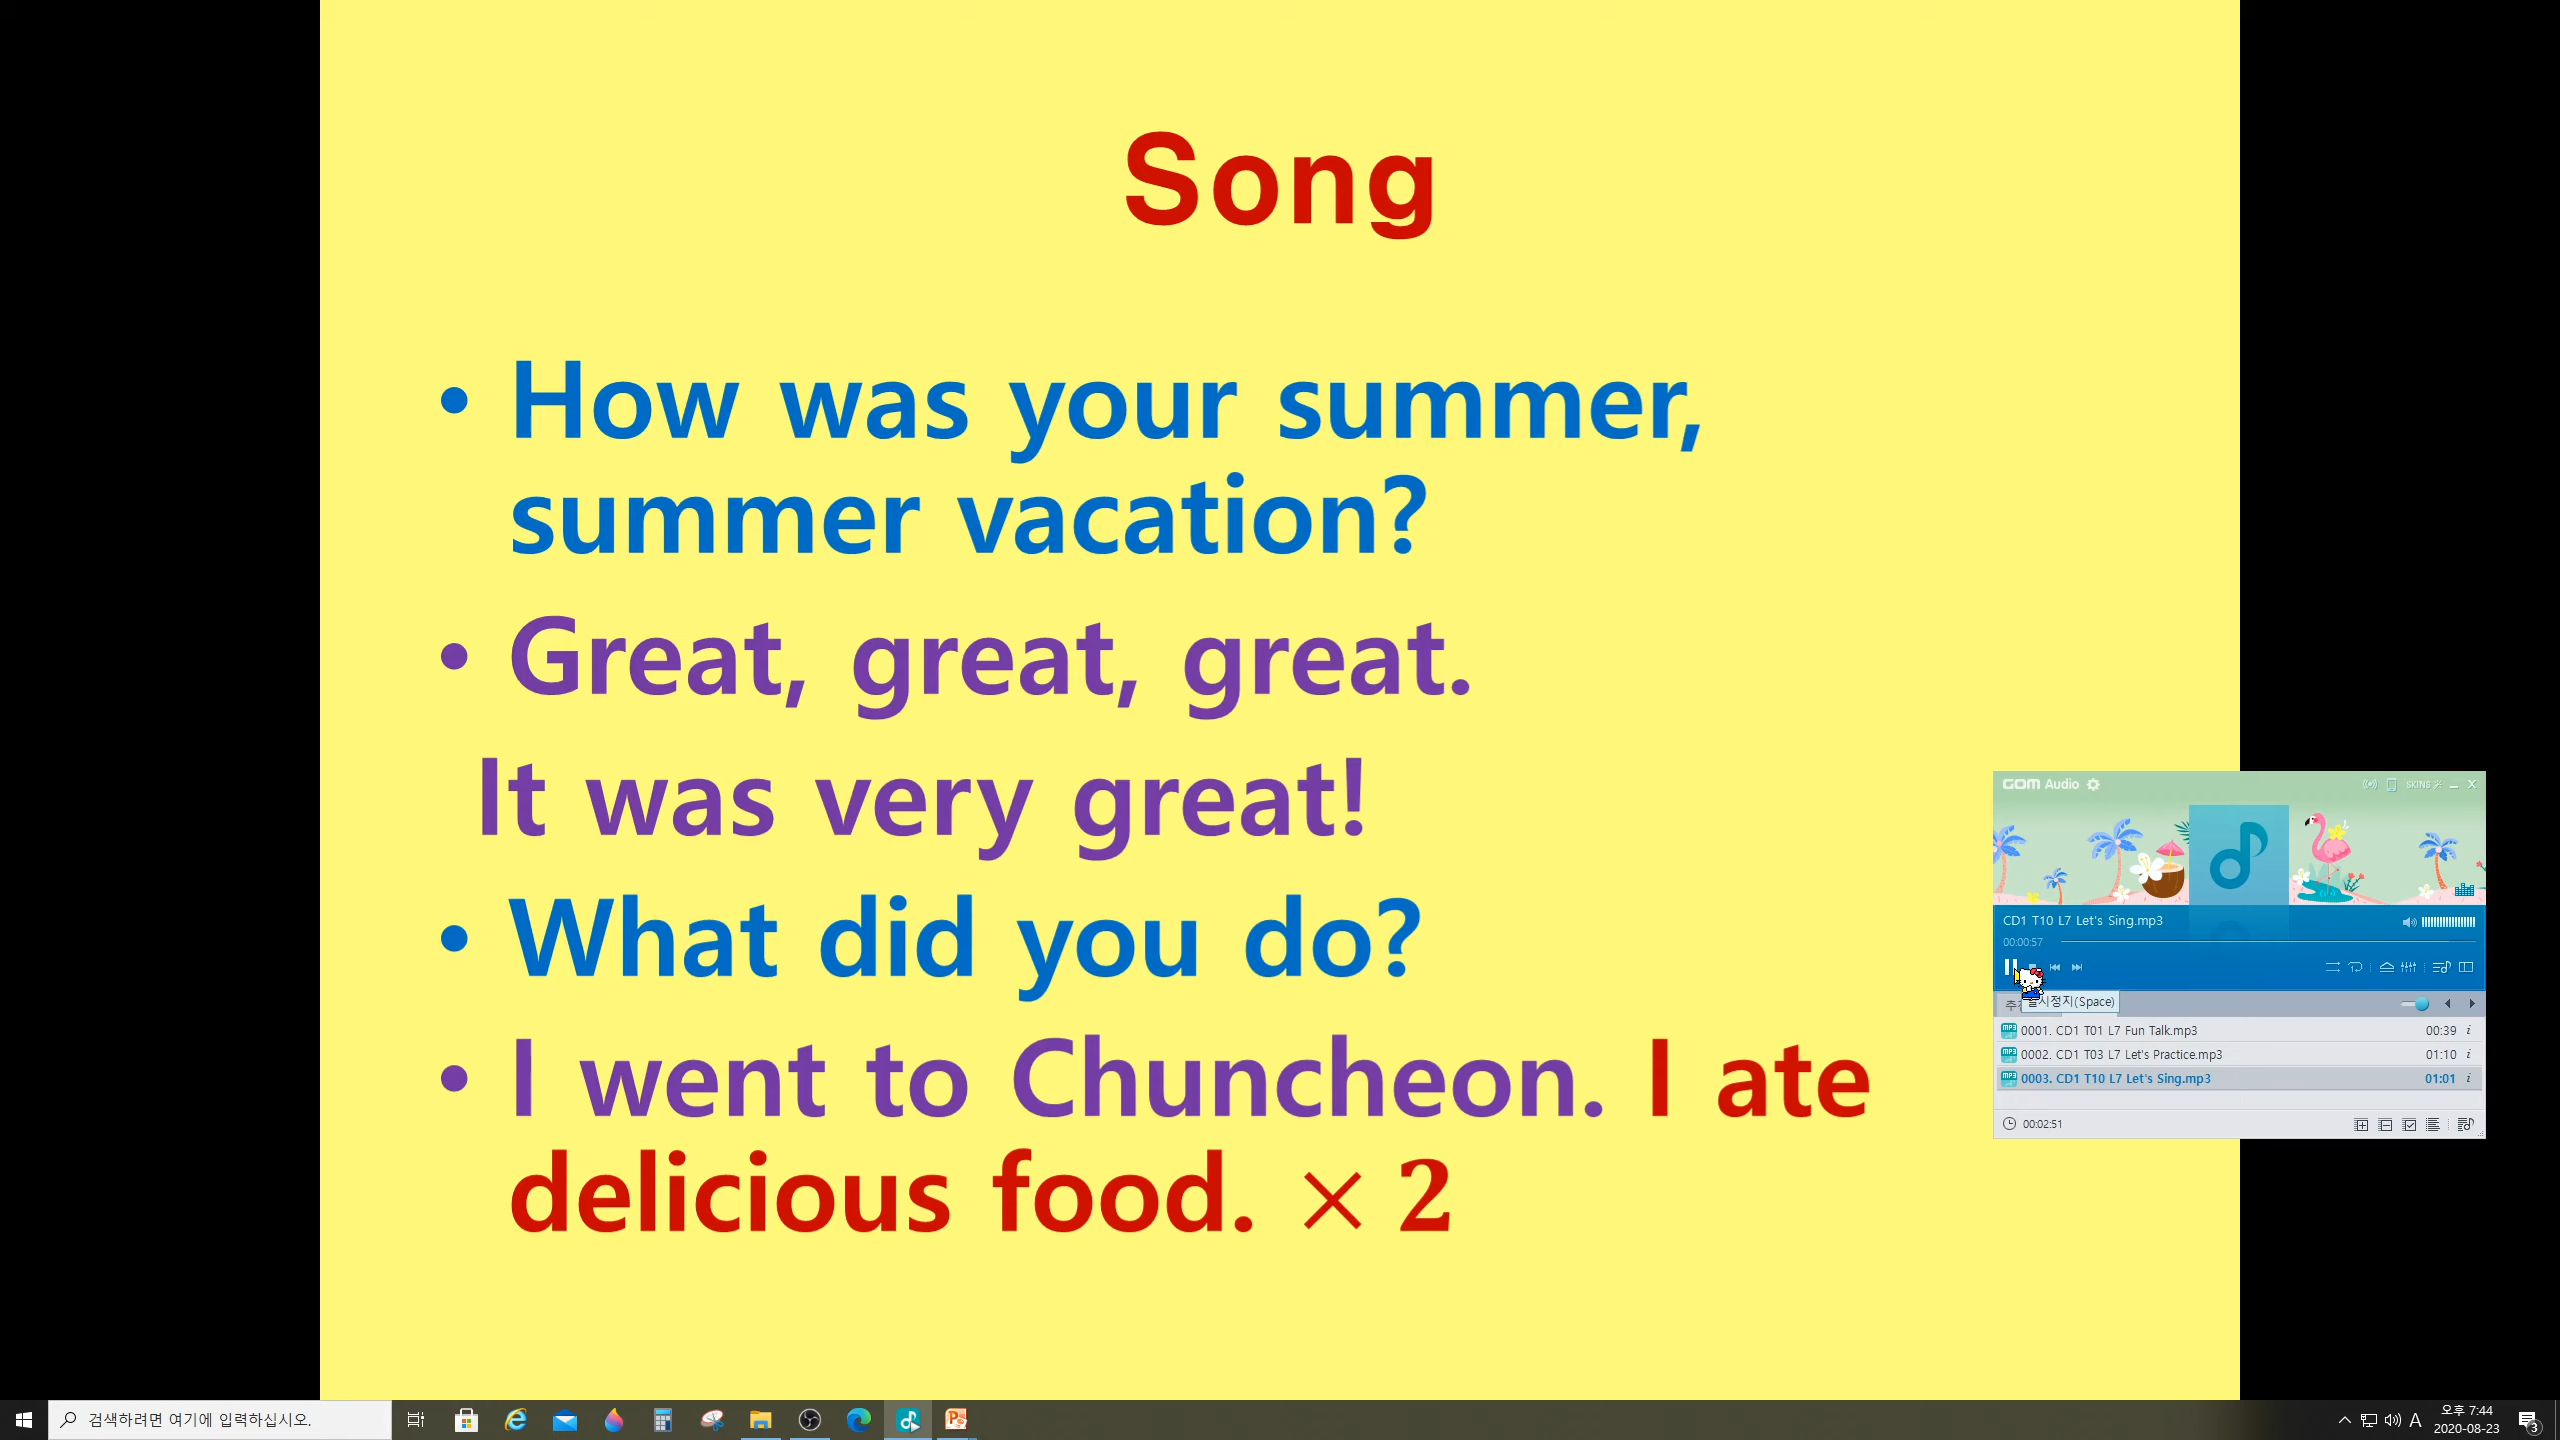 Song
• How was your summer,
summer vacation?
• Great, great, great.
It was very great!
• What did you do?
• I went to Chuncheon. I ate
delicious food. × 2
GOM Audio
SKINS
CD1 T10 L7 Let's Sing.mp3
00:00:57
시정지(Space)
0001. CD1 T01 L7 Fun Talk.mp3 00:39 i
0002. CD1 T03 L7 Let's Practice.mp3 01:10 i
0003. CD1 T10 L7 Let's Sing.mp3 01:01 i
00:02:51
검색하려면 여기에 입력하십시오.
A
오후 7:44
2020-08-23
3